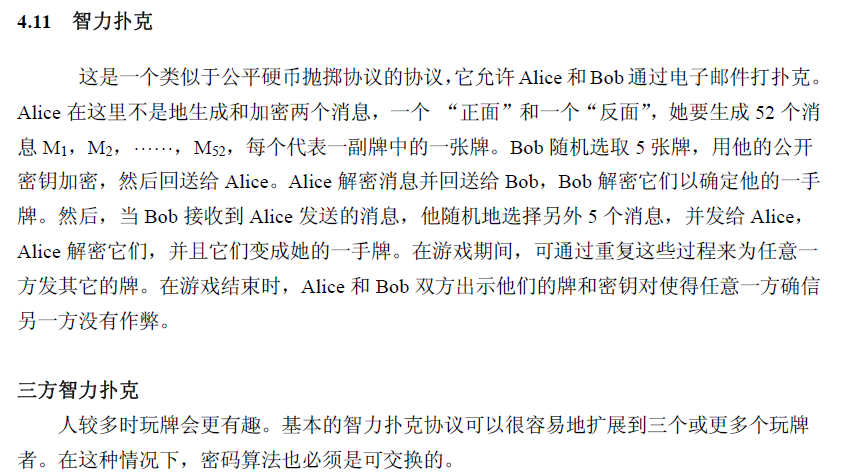 4.11 智力扑克
这是一个类似于公平硬币抛掷协议的协议，它允许 Alice 和 Bob 通过电子邮件打扑克。
Alice 在这里不是地生成和加密两个消息，一个 “正面”和一个“反面”，她要生成 52 个消
息 M1，M2，……，M52，每个代表一副牌中的一张牌。Bob 随机选取 5 张牌，用他的公开
密钥加密，然后回送给 Alice。Alice 解密消息并回送给 Bob，Bob 解密它们以确定他的一手
牌。然后，当 Bob 接收到 Alice 发送的消息，他随机地选择另外 5 个消息，并发给 Alice，
Alice 解密它们，并且它们变成她的一手牌。在游戏期间，可通过重复这些过程来为任意一
方发其它的牌。在游戏结束时，Alice 和 Bob 双方出示他们的牌和密钥对使得任意一方确信
另一方没有作弊。
三方智力扑克
人较多时玩牌会更有趣。基本的智力扑克协议可以很容易地扩展到三个或更多个玩牌
者。在这种情况下，密码算法也必须是可交换的。